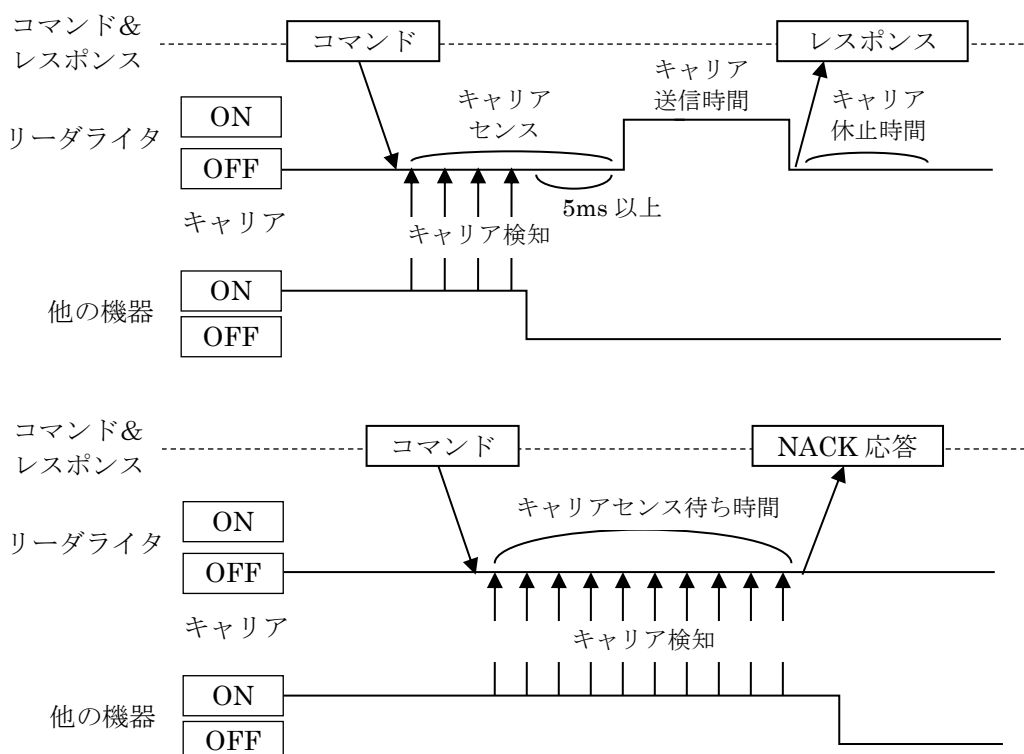 コマンド&
レスポンス
コマンド
レスポンス
キャリア
センス
キャリア
送信時間
キャリア
休止時間
リーダライタ
ON
OFF
5ms 以上
キャリア
キャリア検知
他の機器
ON
OFF
コマンド&
レスポンス
コマンド
NACK 応答
キャリアセンス待ち時間
リーダライタ
ON
OFF
キャリア
キャリア検知
他の機器
ON
OFF